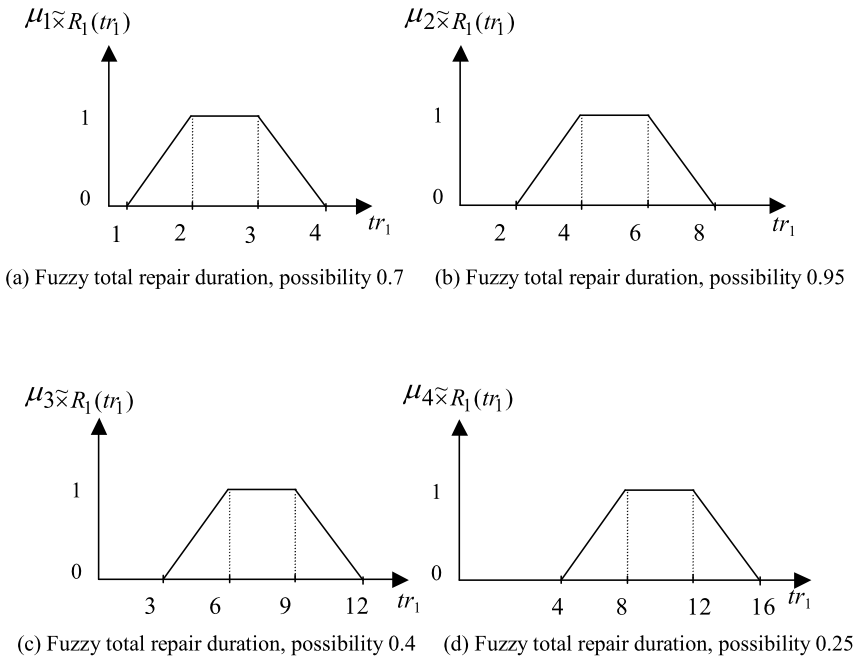 μ1×̃R1(tr1)
μ2×̃R1(tr1)
1
0
1 2 3 4 tr1
1
0
2 4 6 8 tr1
(a) Fuzzy total repair duration, possibility 0.7
(b) Fuzzy total repair duration, possibility 0.95
μ3×̃R1(tr1)
μ4×̃R1(tr1)
1
0
3 6 9 12 tr1
1
0
4 8 12 16 tr1
(c) Fuzzy total repair duration, possibility 0.4
(d) Fuzzy total repair duration, possibility 0.25